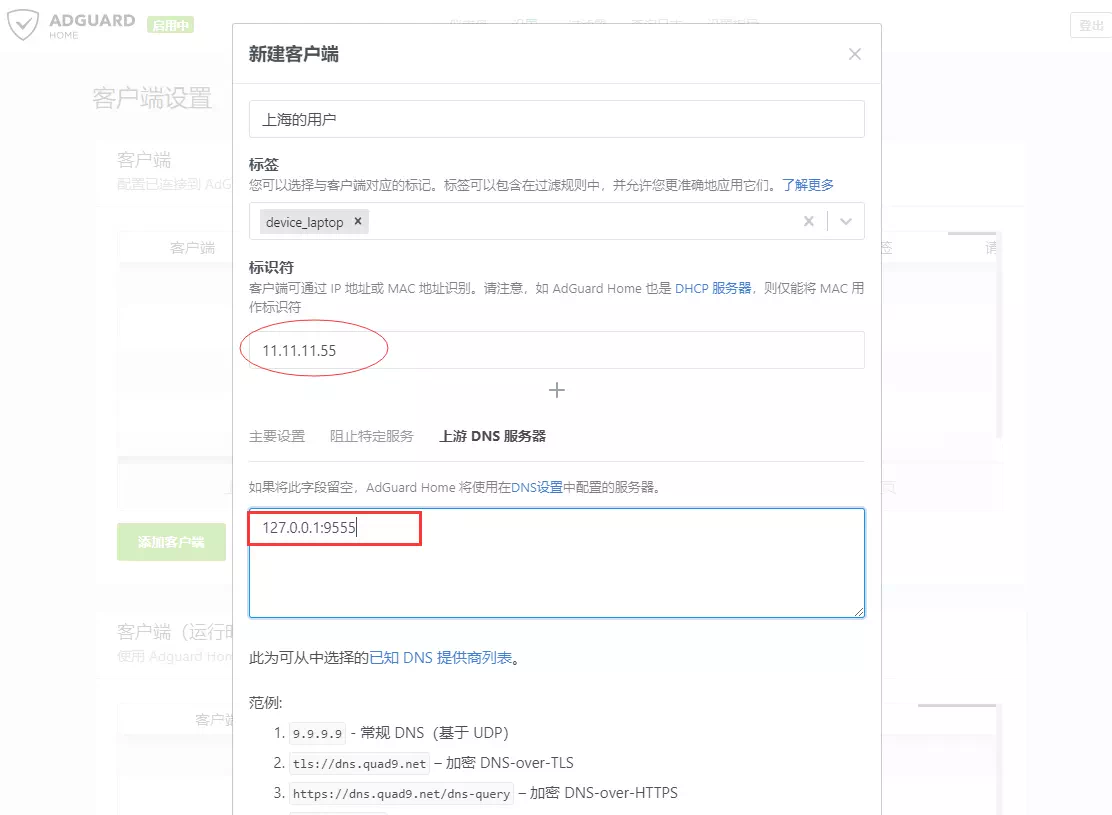 ADGUARD
HOME
启用中
登出
新建客户端
客户端设置
上海的用户
客户端
标签
您可以选择与客户端对应的标记。标签可以包含在过滤规则中，并允许您更准确地应用它们。了解更多
配置已连接到 AdG
device_laptop
客户端
签
标识符
客户端可通过 IP 地址或 MAC 地址识别。请注意，如 AdGuard Home 也是 DHCP 服务器，则仅能将 MAC 用
作标识符
11.11.11.55
主要设置 阻止特定服务 上游 DNS 服务器
如果将此字段留空，AdGuard Home 将使用在DNS设置中配置的服务器。
页
127.0.0.1:9555
添加客户端
客户端（运行时
使用 Adguard Hom
此为可从中选择的已知 DNS 提供商列表。
范例:
客户端
1. 9.9.9.9 - 常规 DNS（基于 UDP）
2. tls://dns.quad9.net – 加密 DNS-over-TLS
3. https://dns.quad9.net/dns-query – 加密 DNS-over-HTTPS